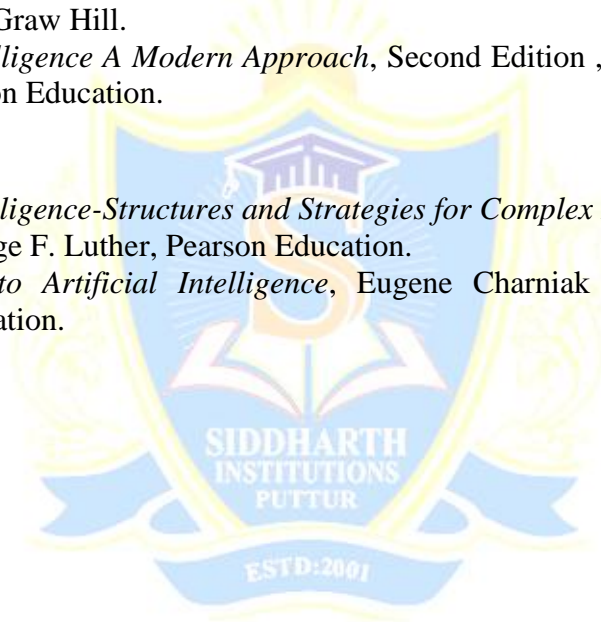 Graw Hill.
lligence A Modern Approach, Second Edition ,
on Education.
lligence-Structures and Strategies for Complex
ge F. Luther, Pearson Education.
to Artificial Intelligence, Eugene Charniak
ation.
S
SIDDHARTH
INSTITUTIONS
PUTTUR
ESTD:2001